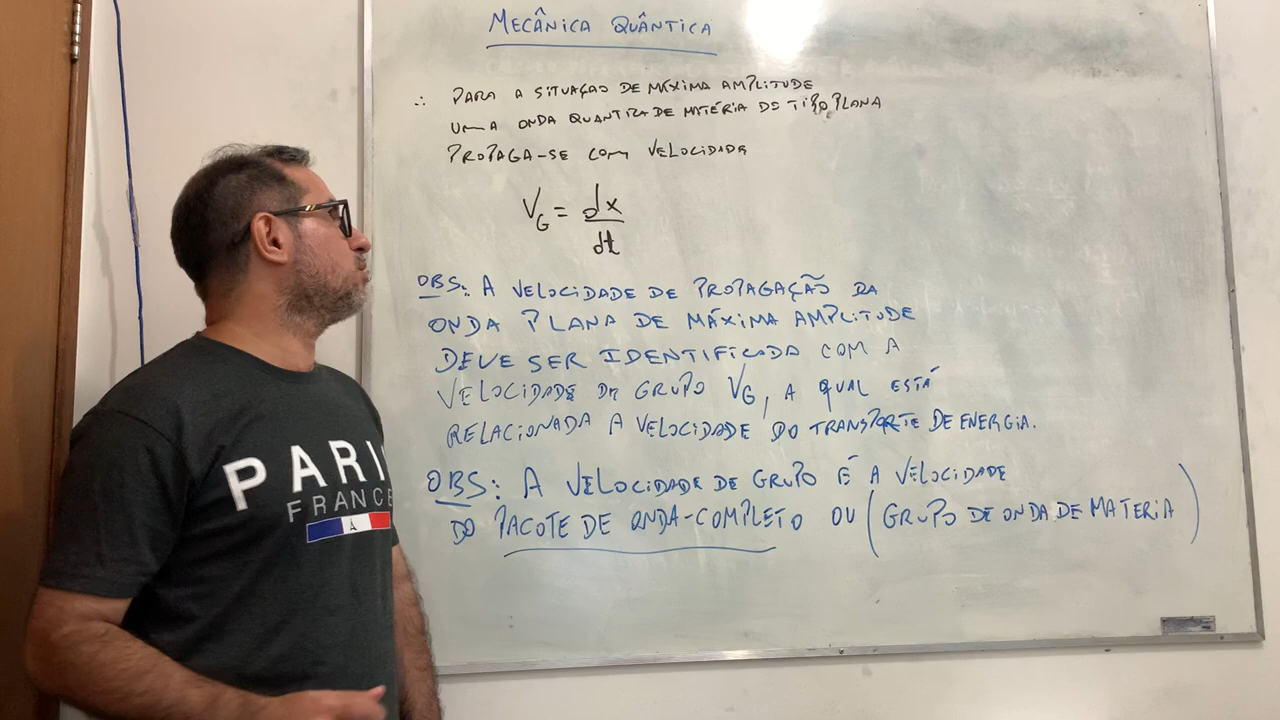 MECÂNICA QUÂNTICA
∴ PARA A SITUAÇÃO DE MÁXIMA AMPLITUDE
UMA ONDA QUANTICA DE MATÉRIA DO TIPO PLANA
PROPAGA-SE COM VELOCIDADE
V_G = dx/dt
OBS: A VELOCIDADE DE PROPAGAÇÃO DA
ONDA PLANA DE MÁXIMA AMPLITUDE
DEVE SER IDENTIFICADA COM A
VELOCIDADE DE GRUPO V_G, A QUAL ESTÁ
RELACIONADA A VELOCIDADE DO TRANSPORTE DE ENERGIA.
OBS: A VELOCIDADE DE GRUPO É A VELOCIDADE
DO PACOTE DE ONDA-COMPLETO OU (GRUPO DE ONDA DE MATERIA)
PARI
FRANCE